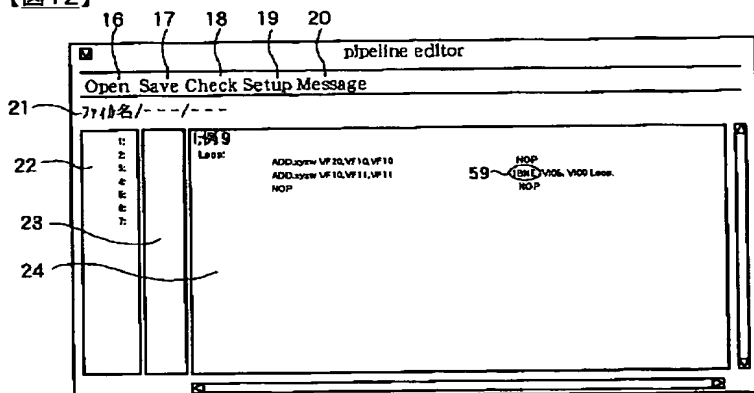 【図12】
16 17 18 19 20
pipeline editor
Open Save Check Setup Message
21 ファイル名/---/---
22
1:
2:
3:
4:
5:
6:
7:
23
24
Loop:
ADD.xyzw VF20,VF10,VF10
NOP
ADD.xyzw VF10,VF11,VF11
59 IBNE VI05, VI00 Loop.
NOP
NOP